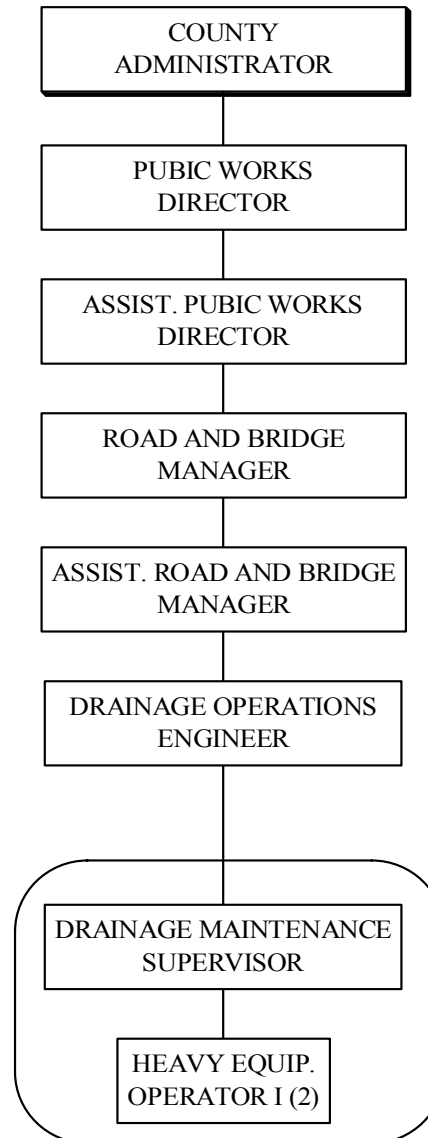 COUNTY
ADMINISTRATOR
PUBIC WORKS
DIRECTOR
ASSIST. PUBIC WORKS
DIRECTOR
ROAD AND BRIDGE
MANAGER
ASSIST. ROAD AND BRIDGE
MANAGER
DRAINAGE OPERATIONS
ENGINEER
DRAINAGE MAINTENANCE
SUPERVISOR
HEAVY EQUIP.
OPERATOR I (2)